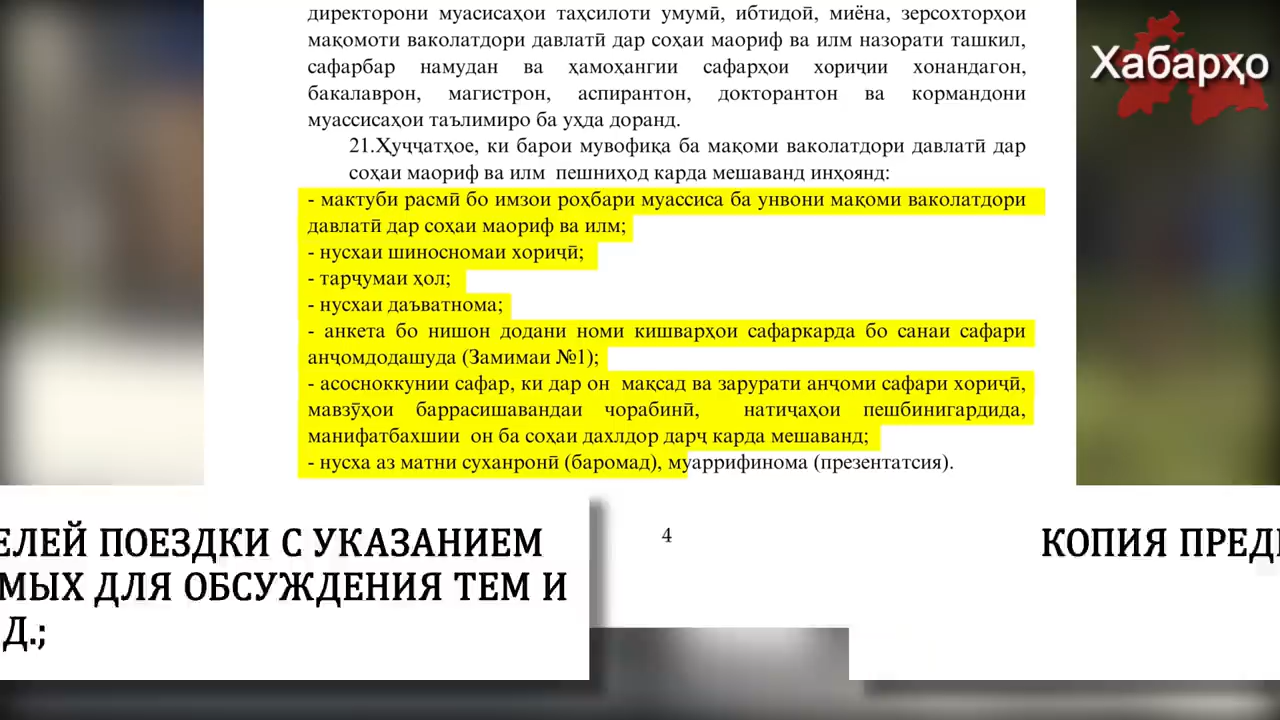 директорони муасисаҳои таҳсилоти умумӣ, ибтидоӣ, миёна, зерсохторҳои
мақомоти ваколатдори давлатӣ дар соҳаи маориф ва илм назорати ташкил,
сафарбар намудан ва ҳамоҳангии сафарҳои хориҷии хонандагон,
бакалаврон, магистрон, аспирантон, докторантон ва кормандони
муассисаҳои таълимиро ба уҳда доранд.
21.Ҳуҷҷатҳое, ки барои мувофиқа ба мақоми ваколатдори давлатӣ дар
соҳаи маориф ва илм пешниҳод карда мешаванд инҳоянд:
- мактуби расмӣ бо имзои роҳбари муассиса ба унвони мақоми ваколатдори
давлатӣ дар соҳаи маориф ва илм;
- нусхаи шиносномаи хориҷӣ;
- тарҷумаи ҳол;
- нусхаи даъватнома;
- анкета бо нишон додани номи кишварҳои сафаркарда бо санаи сафари
анҷомдодашуда (Замимаи №1);
- асосноккунии сафар, ки дар он мақсад ва зарурати анҷоми сафари хориҷӣ,
мавзӯҳои баррасишавандаи чорабинӣ, натиҷаҳои пешбинигардида,
манифатбахшии он ба соҳаи дахлдор дарҷ карда мешаванд;
- нусха аз матни суханронӣ (баромад), муаррифинома (презентатсия).
4
Хабарҳо
ЕЛЕЙ ПОЕЗДКИ С УКАЗАНИЕМ
МЫХ ДЛЯ ОБСУЖДЕНИЯ ТЕМ И
Д.;
КОПИЯ ПРЕД